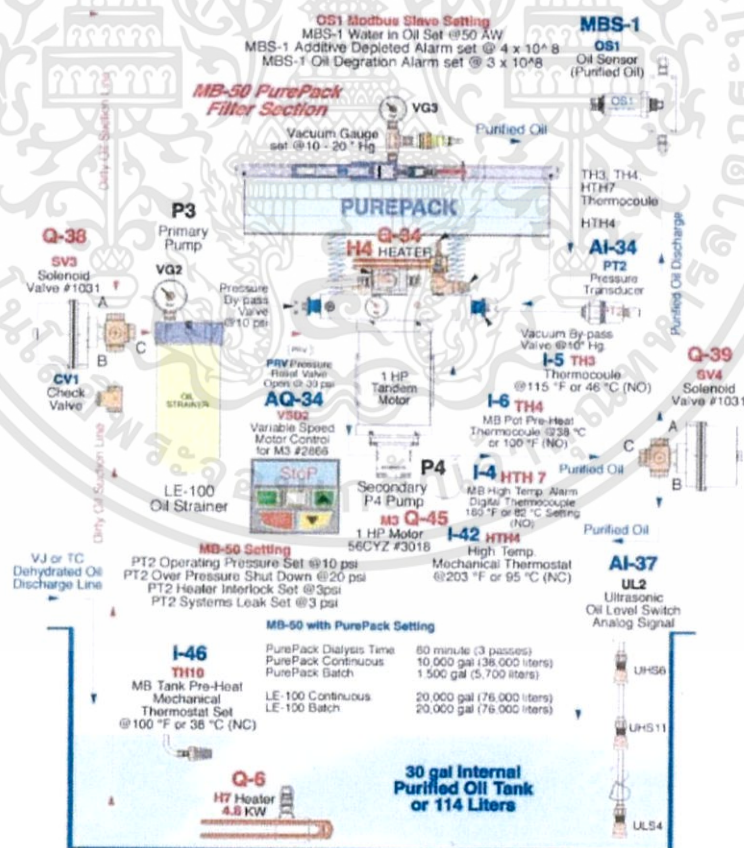 OS1 Modbus Slave Setting
MBS-1 Water in Oil Set @50 AW
MBS-1 Additive Depleted Alarm set @ 4 x 10^ 8
MBS-1 Oil Degration Alarm set @ 3 x 10^8
MBS-1
OS1
Oil Sensor
(Purified Oil)
OS1
MB-50 PurePack
Filter Section
VG3
Vacuum Gauge
set @10 - 20 " Hg
Purified Oil
Dirty Oil Suction Line
PUREPACK
TH3, TH4,
HTH7
Thermocoule
HTH4
Purified Oil Discharge
P3
Primary
Pump
VG2
Q-38
SV3
Solenoid
Valve #1031
A
B
C
CV1
Check
Valve
Q-34
H4 HEATER
Pressure
By-pass
Valve
@10 psi
AI-34
PT2
Pressure
Transducer
PT2
Vacuum By-pass
Valve @10" Hg
PRV
PRV Pressure
Relief Valve
Open @ 30 psi
AQ-34
VSD2
Variable Speed
Motor Control
for M3 #2866
StoP
1 HP
Tandem
Motor
I-5 TH3
Thermocoule
@115 °F or 46 °C (NO)
I-6 TH4
MB Pot Pre-Heat
Thermocoule @38 °C
or 100 °F (NO)
Q-39
SV4
Solenoid
Valve #1031
A
C
B
OIL
STRAINER
LE-100
Oil Strainer
P4
Secondary
P4 Pump
M3 Q-45
1 HP Motor
56CYZ #3018
I-4 HTH 7
MB High Temp. Alarm
Digital Thermocouple
180 °F or 82 °C Setting
(NO)
Purified Oil
I-42 HTH4
High Temp.
Mechanical Thermostat
@203 °F or 95 °C (NC)
Purified Oil
Dirty Oil Suction Line
VJ or TC
Dehydrated Oil
Discharge Line
MB-50 Setting
PT2 Operating Pressure Set @10 psi
PT2 Over Pressure Shut Down @20 psi
PT2 Heater Interlock Set @3psi
PT2 Systems Leak Set @3 psi
AI-37
UL2
Ultrasonic
Oil Level Switch
Analog Signal
MB-50 with PurePack Setting
PurePack Dialysis Time 60 minute (3 passes)
PurePack Continuous 10,000 gal (38,000 liters)
PurePack Batch 1,500 gal (5,700 liters)
LE-100 Continuous 20,000 gal (76,000 liters)
LE-100 Batch 20,000 gal (76,000 liters)
I-46
TH10
MB Tank Pre-Heat
Mechanical
Thermostat Set
@100 °F or 38 °C (NC)
UHS6
UHS11
ULS4
Q-6
H7 Heater
4.8 KW
30 gal Internal
Purified Oil Tank
or 114 Liters